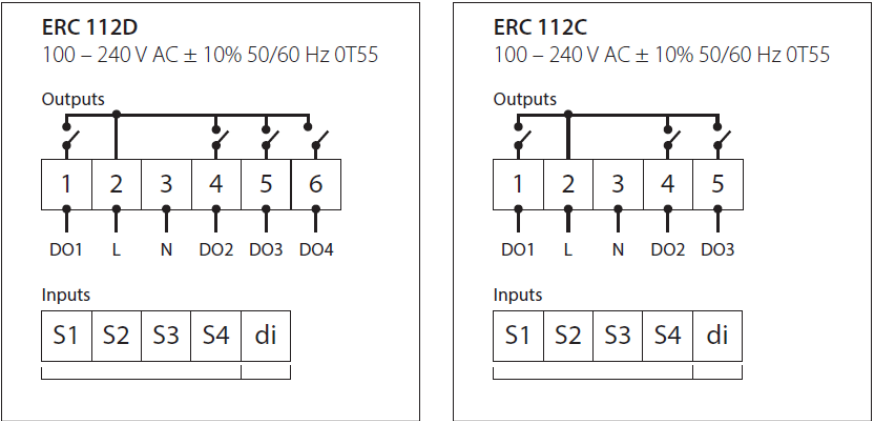 ERC 112D
100 – 240 V AC ± 10% 50/60 Hz 0T55
Outputs
1 2 3 4 5 6
DO1 L N DO2 DO3 DO4
Inputs
S1 S2 S3 S4 di
ERC 112C
100 – 240 V AC ± 10% 50/60 Hz 0T55
Outputs
1 2 3 4 5
DO1 L N DO2 DO3
Inputs
S1 S2 S3 S4 di